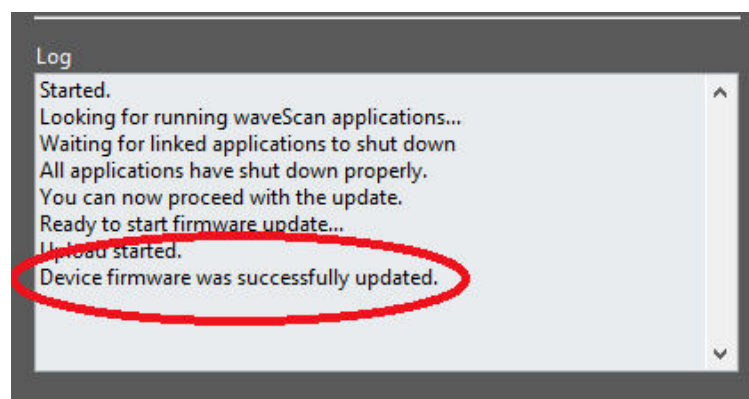 Log
Started.
Looking for running waveScan applications...
Waiting for linked applications to shut down
All applications have shut down properly.
You can now proceed with the update.
Ready to start firmware update...
Upload started.
Device firmware was successfully updated.